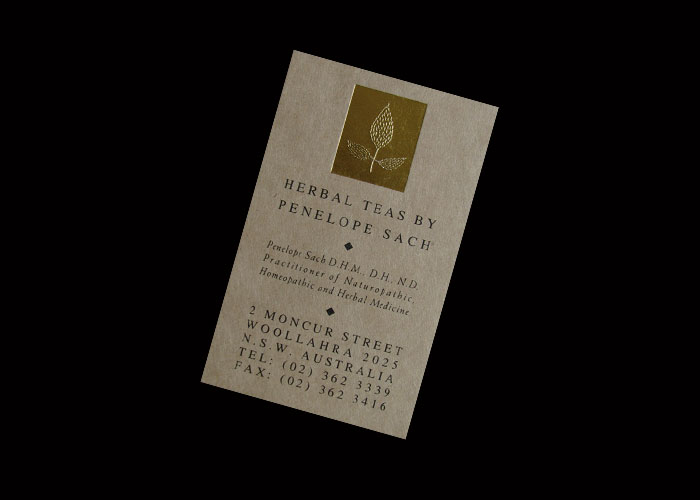 HERBAL TEAS BY
PENELOPE SACH®
Penelope Sach D.H.M., D.H., N.D.
Practitioner of Naturopathic,
Homeopathic and Herbal Medicine
2 MONCUR STREET
WOOLLAHRA 2025
N.S.W. AUSTRALIA
TEL: (02) 362 3339
FAX: (02) 362 3416